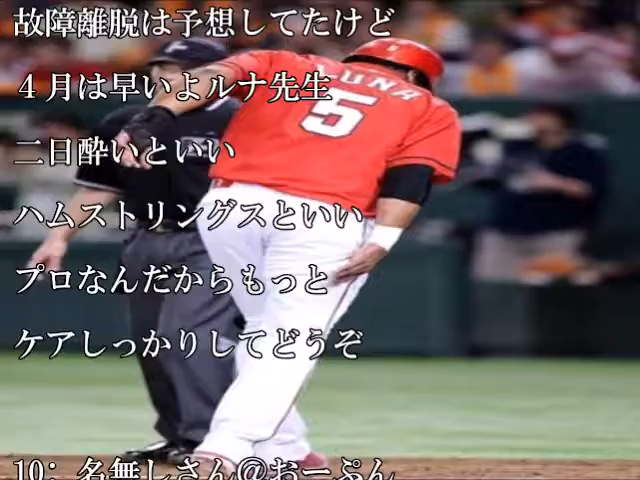 故障離脱は予想してたけど
４月は早いよルナ先生
LUNA
5
二日酔いといい
ハムストリングスといい
プロなんだからもっと
ケアしっかりしてどうぞ
10: 名無しさん@おーぷん